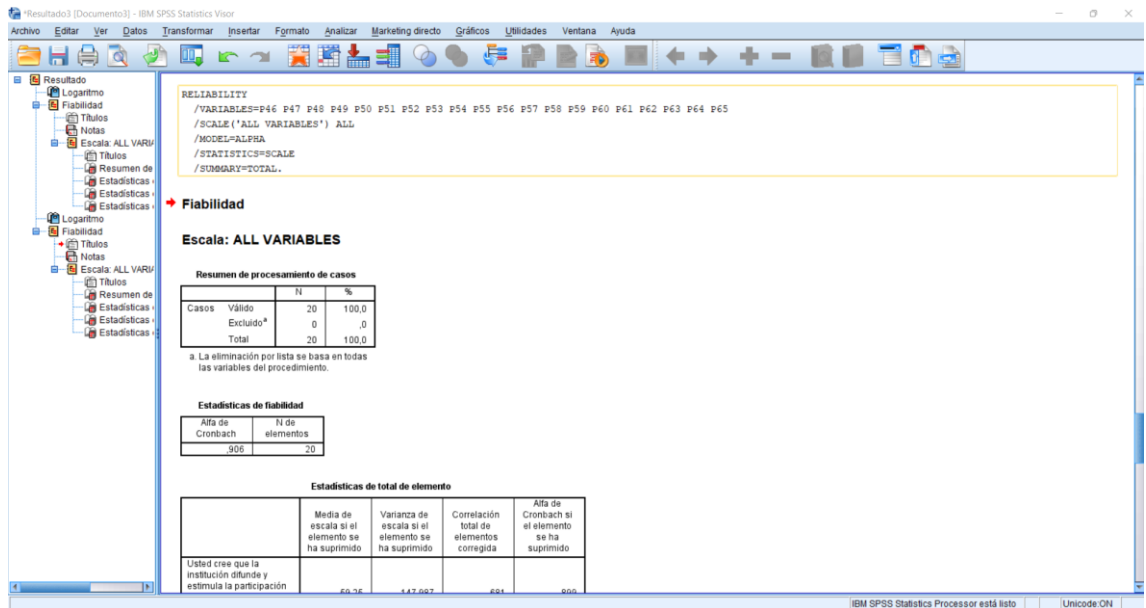 *Resultado3 [Documento3] - IBM SPSS Statistics Visor
Archivo Editar Ver Datos Transformar Insertar Formato Analizar Marketing directo Gráficos Utilidades Ventana Ayuda
Resultado
Logaritmo
Fiabilidad
Títulos
Notas
Escala: ALL VARI
Títulos
Resumen de
Estadísticas
Estadísticas
Estadísticas
Logaritmo
Fiabilidad
Títulos
Notas
Escala: ALL VARI
Títulos
Resumen de
Estadísticas
Estadísticas
Estadísticas
RELIABILITY
/VARIABLES=P46 P47 P48 P49 P50 P51 P52 P53 P54 P55 P56 P57 P58 P59 P60 P61 P62 P63 P64 P65
/SCALE('ALL VARIABLES') ALL
/MODEL=ALPHA
/STATISTICS=SCALE
/SUMMARY=TOTAL.
Fiabilidad
Escala: ALL VARIABLES
Resumen de procesamiento de casos
N %
Casos Válido 20 100,0
Excluido a 0 ,0
Total 20 100,0
a. La eliminación por lista se basa en todas
las variables del procedimiento.
Estadísticas de fiabilidad
Alfa de Cronbach N de elementos
,906 20
Estadísticas de total de elemento
Media de escala si el elemento se ha suprimido Varianza de escala si el elemento se ha suprimido Correlación total de elementos corregida Alfa de Cronbach si el elemento se ha suprimido
Usted cree que la
institución difunde y
estimula la participación
59,25 147,987 ,681 ,899
IBM SPSS Statistics Processor está listo Unicode:ON